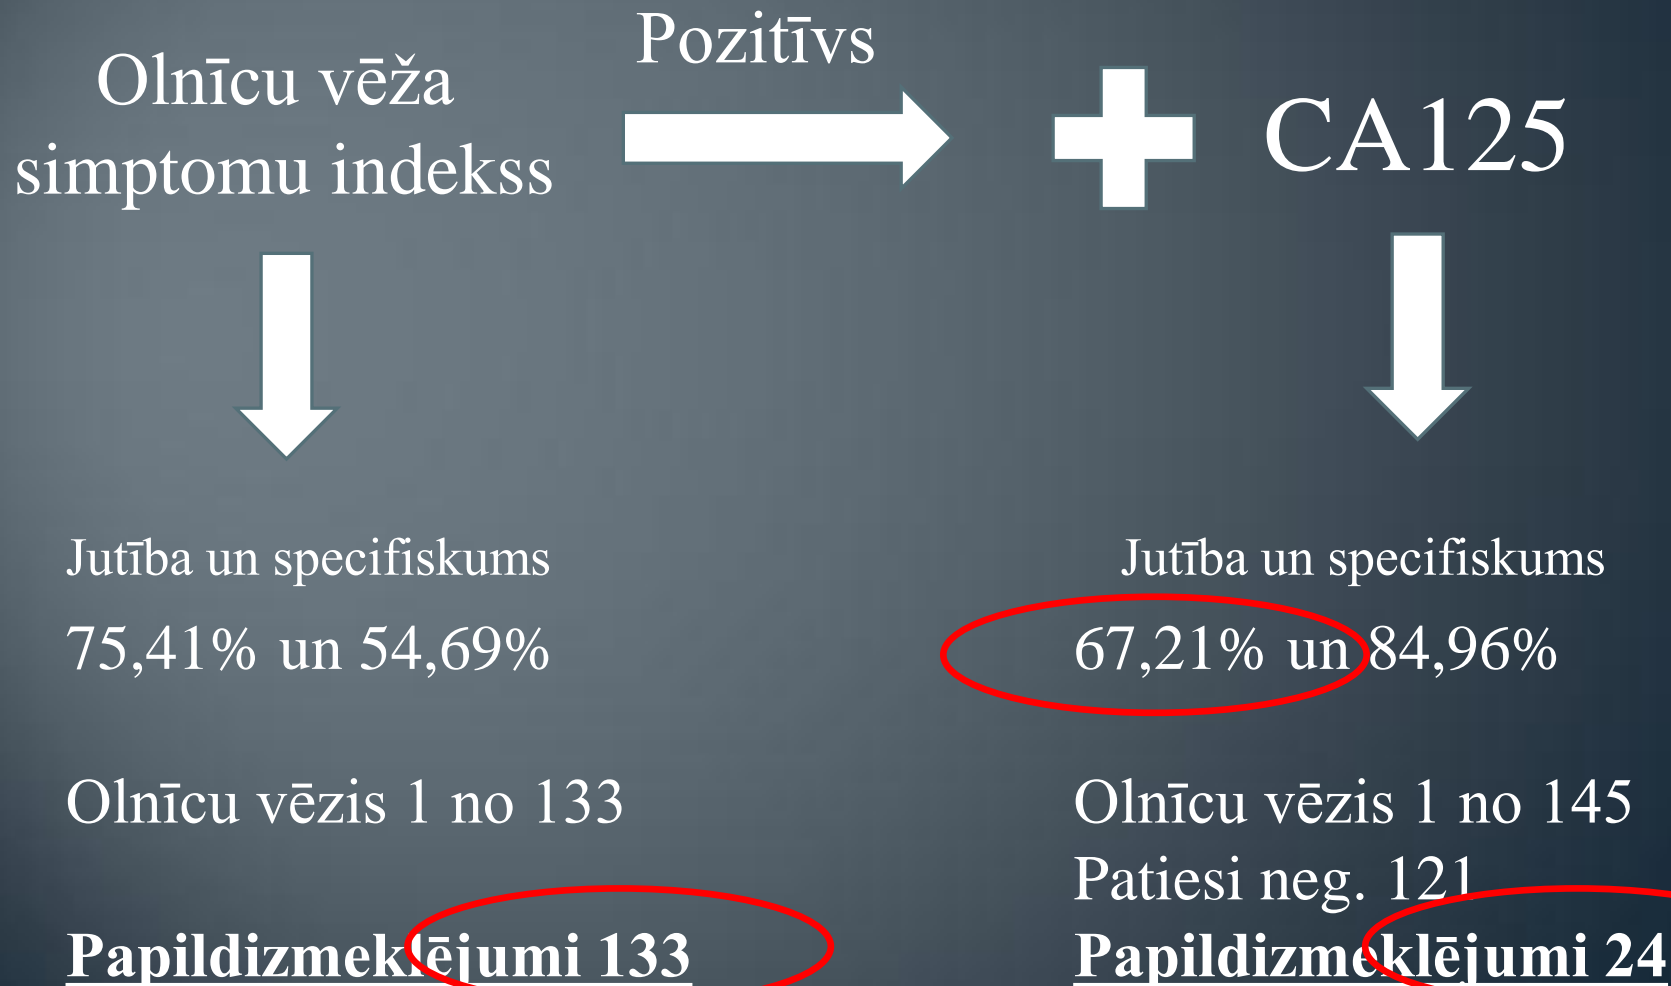 Olnīcu vēža
simptomu indekss
Pozitīvs
CA125
Jutība un specifiskums
75,41% un 54,69%
Olnīcu vēzis 1 no 133
Papildizmeklējumi 133
Jutība un specifiskums
67,21% un 84,96%
Olnīcu vēzis 1 no 145
Patiesi neg. 121
Papildizmeklējumi 24